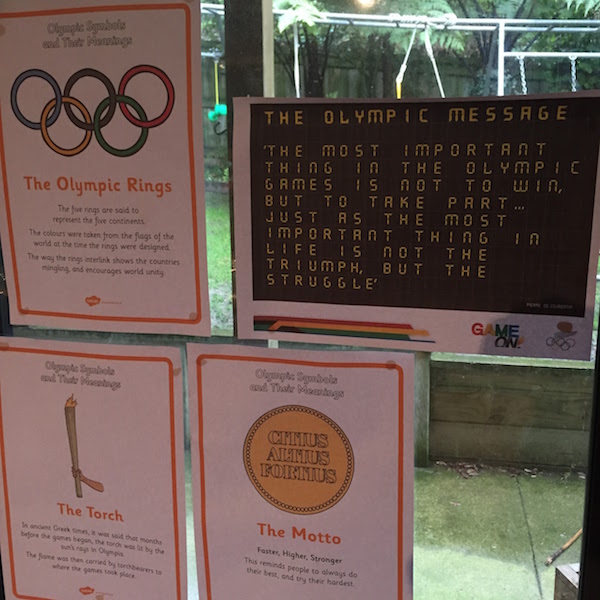 Olympic Symbols
and Their Meanings
The Olympic Rings
The five rings are said to
represent the five continents.
The colours were taken from the flags of the
world at the time the rings were designed.
The way the rings interlink shows the countries
mingling, and encourages world unity.
THE OLYMPIC MESSAGE
'THE MOST IMPORTANT
THING IN THE OLYMPIC
GAMES IS NOT TO WIN,
BUT TO TAKE PART...
JUST AS THE MOST
IMPORTANT THING IN
LIFE IS NOT THE
TRIUMPH, BUT THE
STRUGGLE'
PIERRE DE COUBERTIN
GAME
ON!
Olympic Symbols
and Their Meanings
The Torch
In ancient Greek times, it was said that months
before the games began, the torch was lit by the
sun's rays in Olympia.
The flame was then carried by torchbearers to
where the games took place.
Olympic Symbols
and Their Meanings
CITIUS
ALTIUS
FORTIUS
The Motto
Faster, Higher, Stronger
This reminds people to always do
their best, and try their hardest.